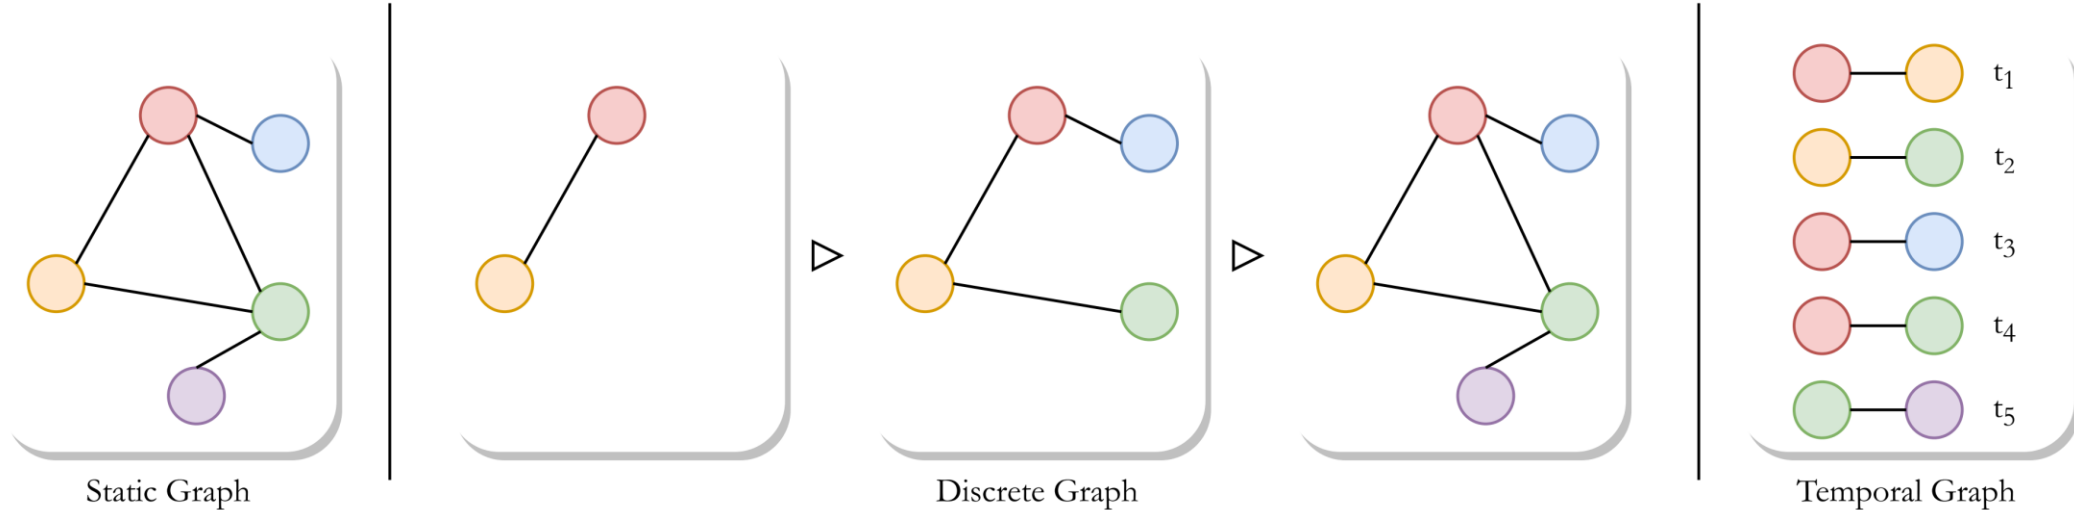 t1
t2
t3
t4
t5
Static Graph
Discrete Graph
Temporal Graph